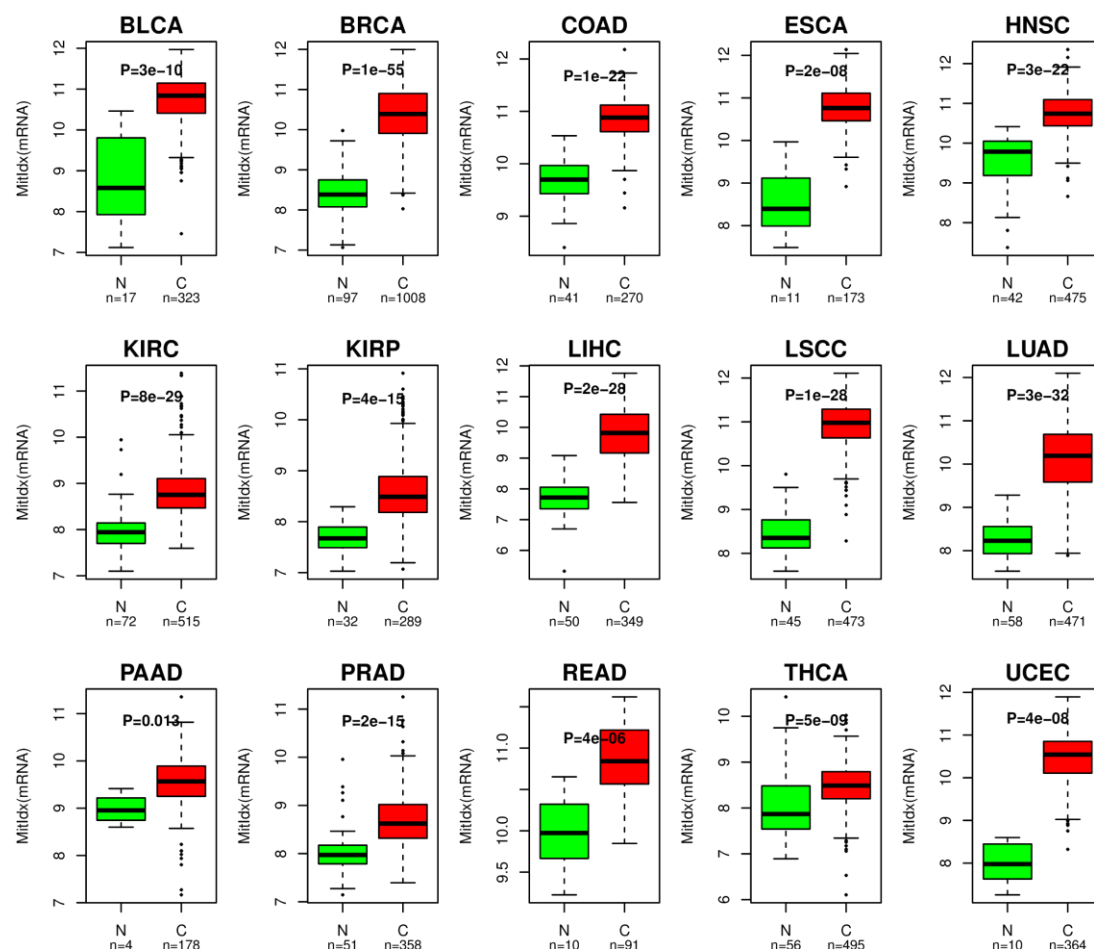 BLCA
P=3e−10
MitIdx(mRNA)
12
11
10
9
8
7
N C
n=17 n=323
BRCA
P=1e−55
MitIdx(mRNA)
12
11
10
9
8
7
N C
n=97 n=1008
COAD
P=1e−22
MitIdx(mRNA)
12
11
10
9
N C
n=41 n=270
ESCA
P=2e−08
MitIdx(mRNA)
12
11
10
9
8
N C
n=11 n=173
HNSC
P=3e−22
MitIdx(mRNA)
12
11
10
9
8
N C
n=42 n=475
KIRC
P=8e−29
MitIdx(mRNA)
11
10
9
8
7
N C
n=72 n=515
KIRP
P=4e−15
MitIdx(mRNA)
11
10
9
8
7
N C
n=32 n=289
LIHC
P=2e−28
MitIdx(mRNA)
12
11
10
9
8
7
6
N C
n=50 n=349
LSCC
P=1e−28
MitIdx(mRNA)
12
11
10
9
8
N C
n=45 n=473
LUAD
P=3e−32
MitIdx(mRNA)
12
11
10
9
8
N C
n=58 n=471
PAAD
P=0.013
MitIdx(mRNA)
11
10
9
8
7
N C
n=4 n=178
PRAD
P=2e−15
MitIdx(mRNA)
11
10
9
8
7
N C
n=51 n=358
READ
P=4e−06
MitIdx(mRNA)
11.0
10.0
9.5
N C
n=10 n=91
THCA
P=5e−09
MitIdx(mRNA)
10
9
8
7
6
N C
n=56 n=495
UCEC
P=4e−08
MitIdx(mRNA)
12
11
10
9
8
N C
n=10 n=364